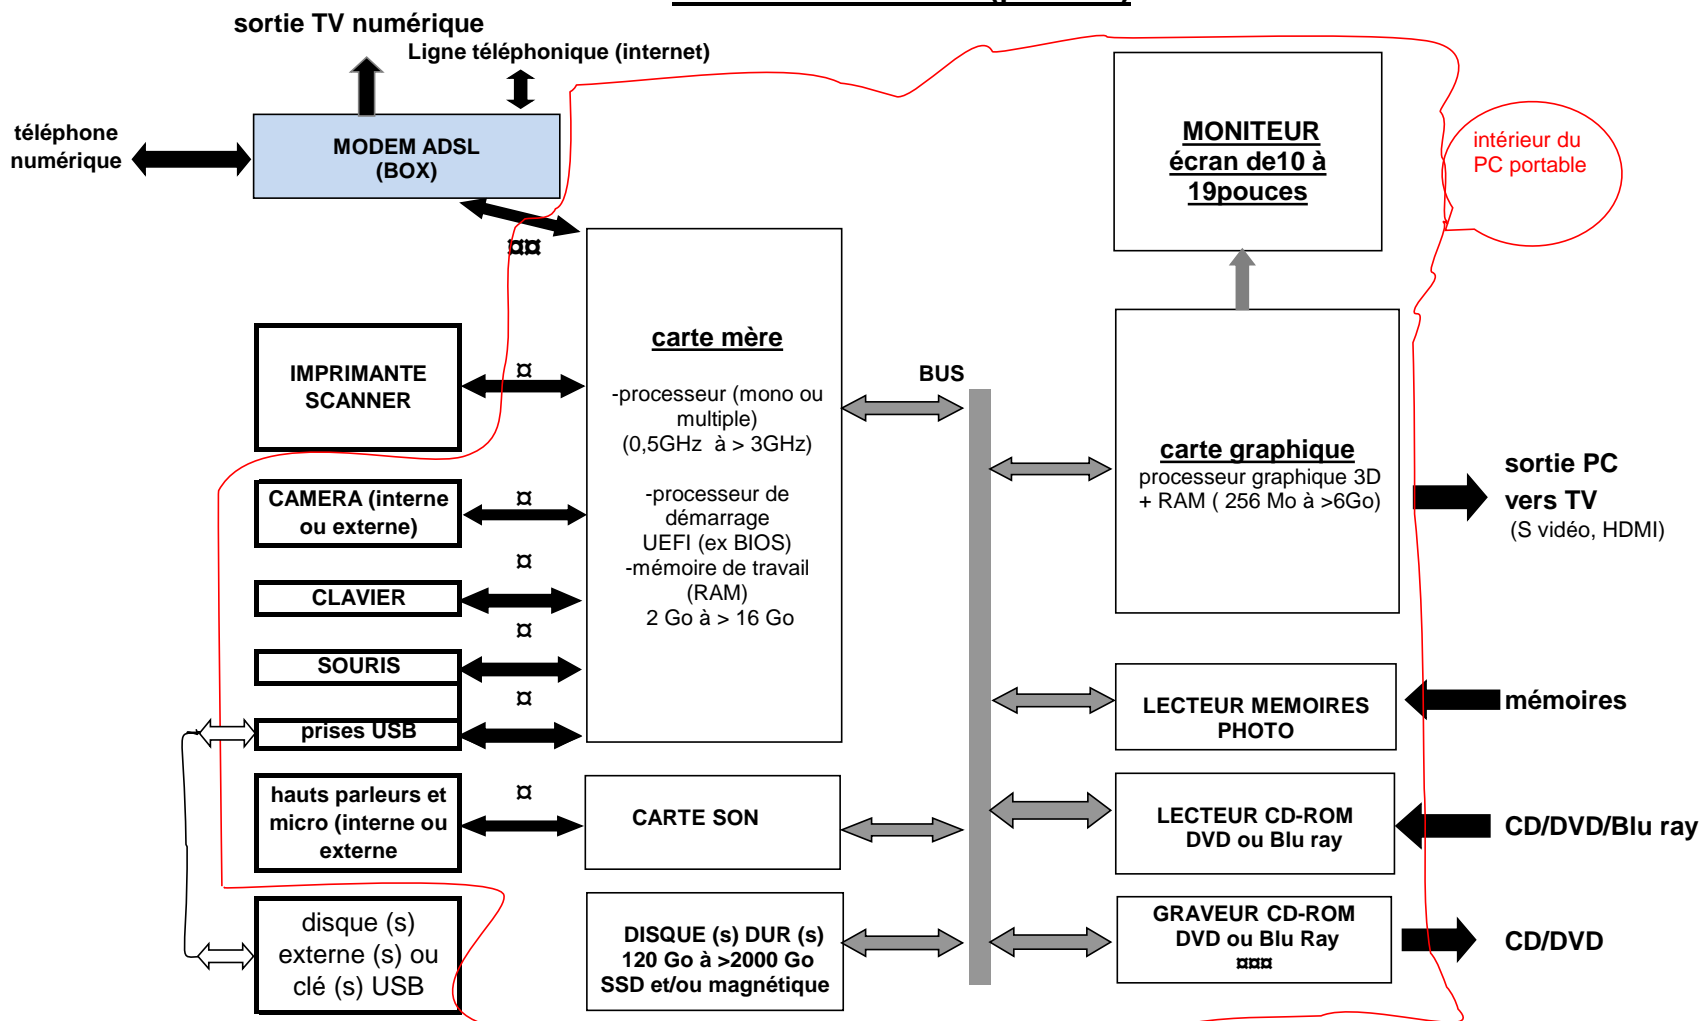 sortie TV numérique
Ligne téléphonique (internet)
téléphone
numérique
MODEM ADSL
(BOX)
¤¤
MONITEUR
écran de10 à
19pouces
intérieur du
PC portable
IMPRIMANTE
SCANNER
¤
carte mère
-processeur (mono ou
multiple)
(0,5GHz à > 3GHz)
-processeur de
démarrage
UEFI (ex BIOS)
-mémoire de travail
(RAM)
2 Go à > 16 Go
BUS
carte graphique
processeur graphique 3D
+ RAM ( 256 Mo à >6Go)
sortie PC
vers TV
(S vidéo, HDMI)
CAMERA (interne
ou externe)
¤
¤
CLAVIER
¤
SOURIS
¤
prises USB
LECTEUR MEMOIRES
PHOTO
mémoires
hauts parleurs et
micro (interne ou
externe
¤
CARTE SON
LECTEUR CD-ROM
DVD ou Blu ray
CD/DVD/Blu ray
disque (s)
externe (s) ou
clé (s) USB
DISQUE (s) DUR (s)
120 Go à >2000 Go
SSD et/ou magnétique
GRAVEUR CD-ROM
DVD ou Blu Ray
¤¤¤
CD/DVD